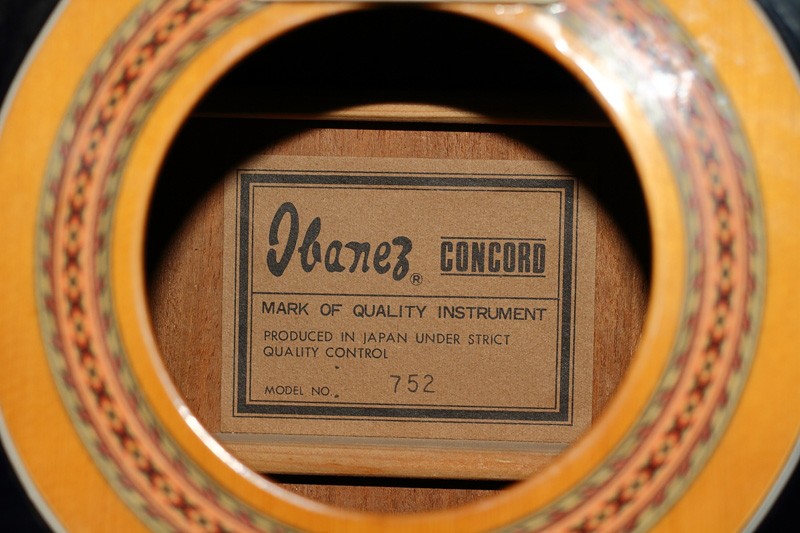 Ibanez® CONCORD
MARK OF QUALITY INSTRUMENT
PRODUCED IN JAPAN UNDER STRICT
QUALITY CONTROL
MODEL NO. 752